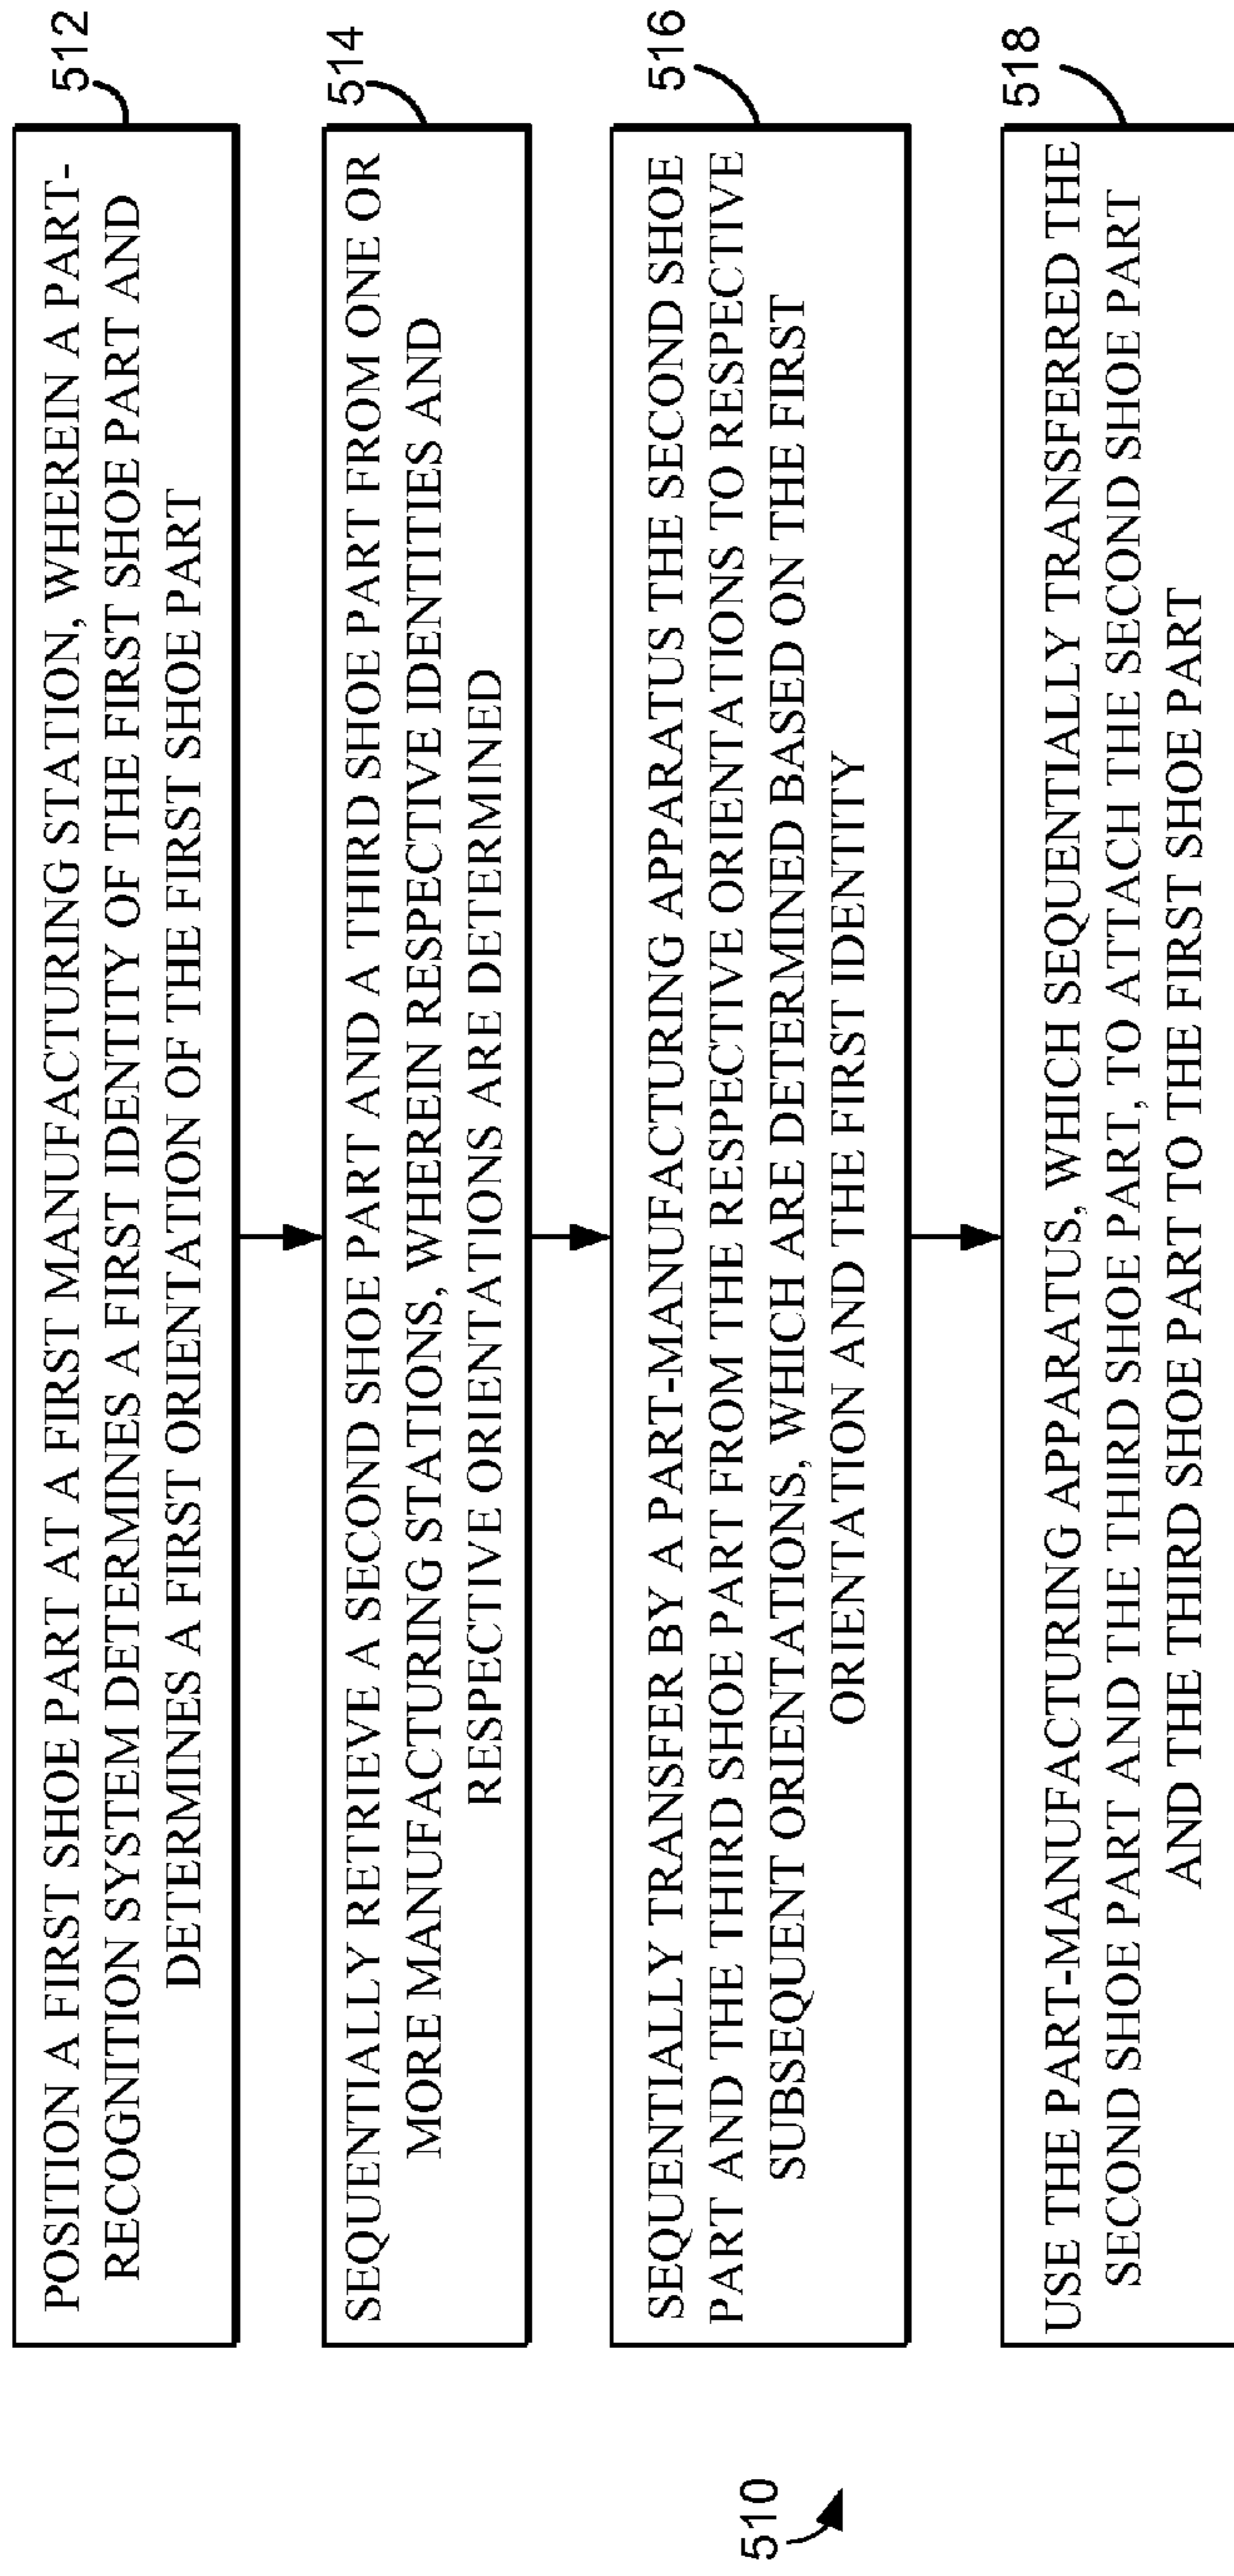 POSITION A FIRST SHOE PART AT A FIRST MANUFACTURING STATION, WHEREIN A PART-
RECOGNITION SYSTEM DETERMINES A FIRST IDENTITY OF THE FIRST SHOE PART AND
DETERMINES A FIRST ORIENTATION OF THE FIRST SHOE PART
512
SEQUENTIALLY RETRIEVE A SECOND SHOE PART AND A THIRD SHOE PART FROM ONE OR
MORE MANUFACTURING STATIONS, WHEREIN RESPECTIVE IDENTITIES AND
RESPECTIVE ORIENTATIONS ARE DETERMINED
514
SEQUENTIALLY TRANSFER BY A PART-MANUFACTURING APPARATUS THE SECOND SHOE
PART AND THE THIRD SHOE PART FROM THE RESPECTIVE ORIENTATIONS TO RESPECTIVE
SUBSEQUENT ORIENTATIONS, WHICH ARE DETERMINED BASED ON THE FIRST
ORIENTATION AND THE FIRST IDENTITY
516
USE THE PART-MANUFACTURING APPARATUS, WHICH SEQUENTIALLY TRANSFERRED THE
SECOND SHOE PART AND THE THIRD SHOE PART, TO ATTACH THE SECOND SHOE PART
AND THE THIRD SHOE PART TO THE FIRST SHOE PART
518
510